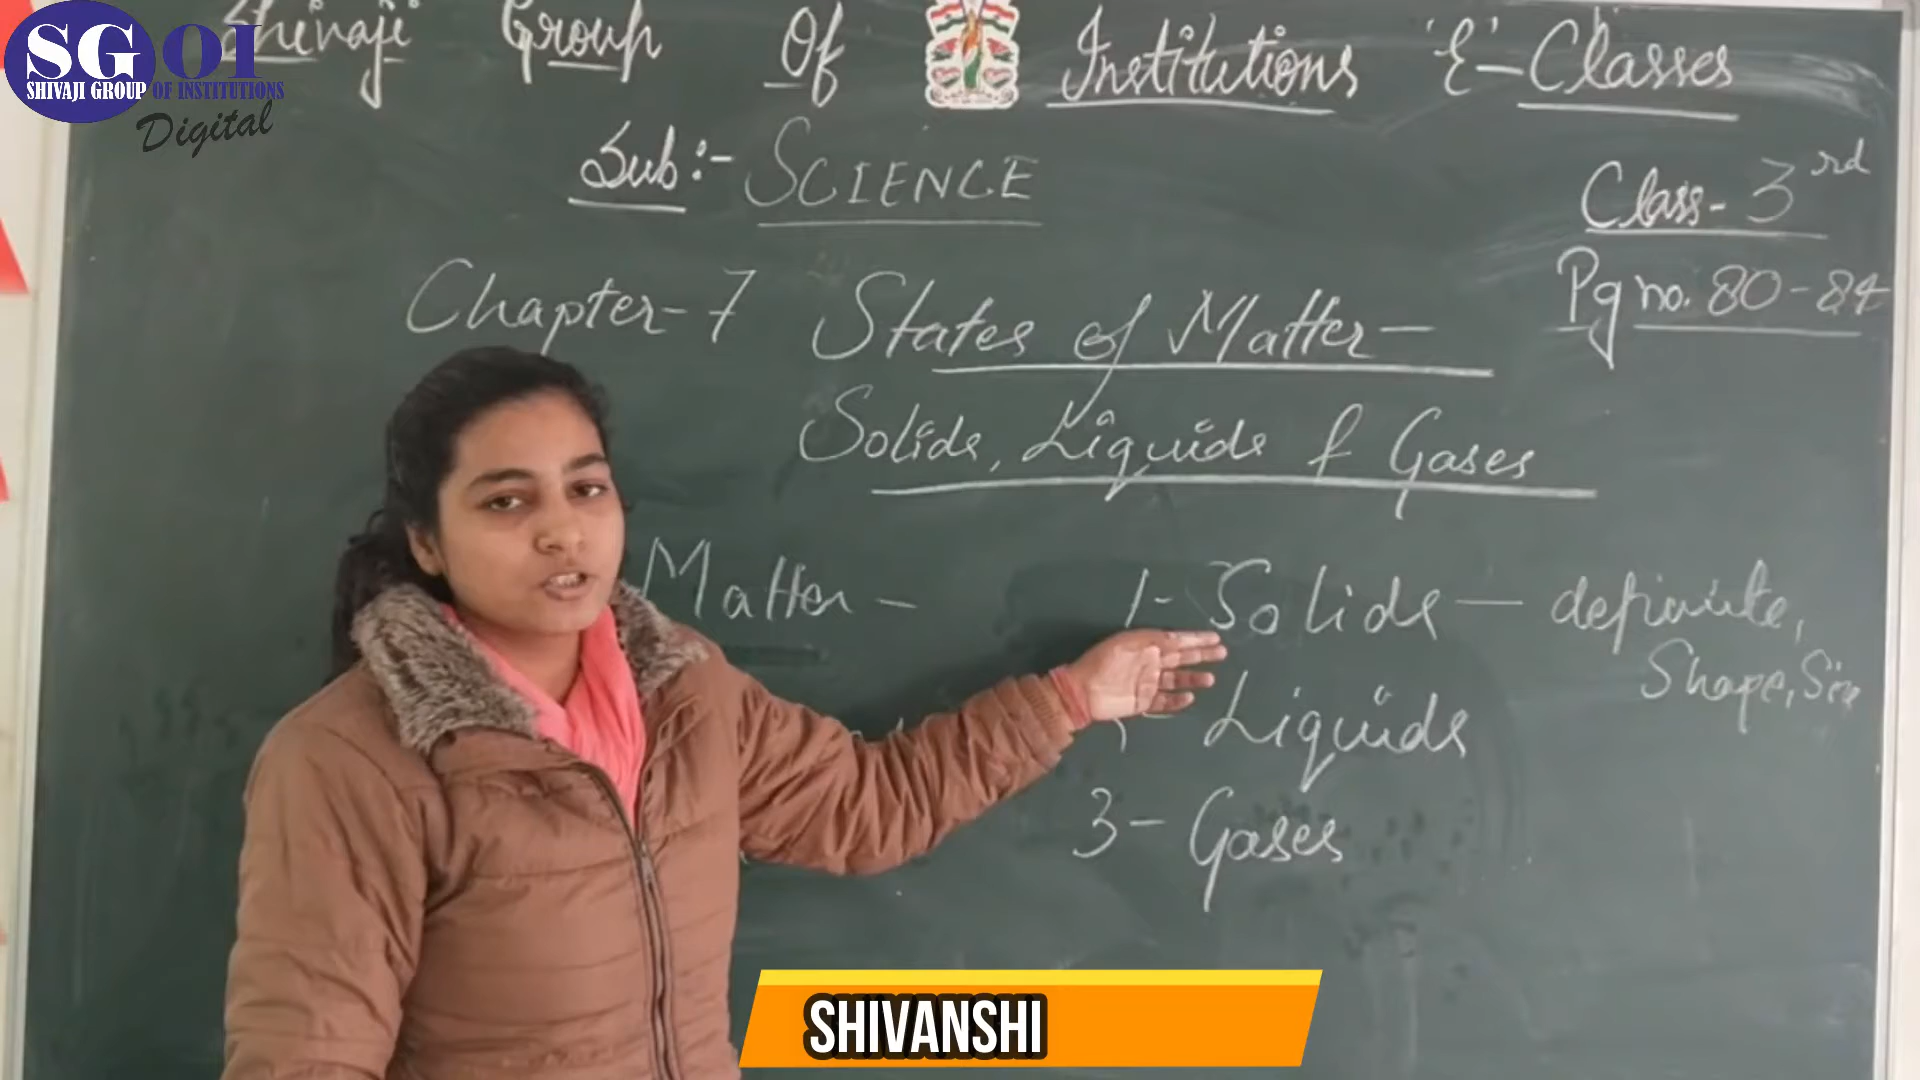 SGOI
SHIVAJI GROUP OF INSTITUTIONS
Digital
Shivaji Group Of Institutions 'E'-Classes
Sub:- SCIENCE
Class- 3rd
Pg no. 80-84
Chapter-7 States of Matter-
Solids, Liquids & Gases
Matter -
1- Solids - definite,
Shape, Size
Liquids
3- Gases
SHIVANSHI